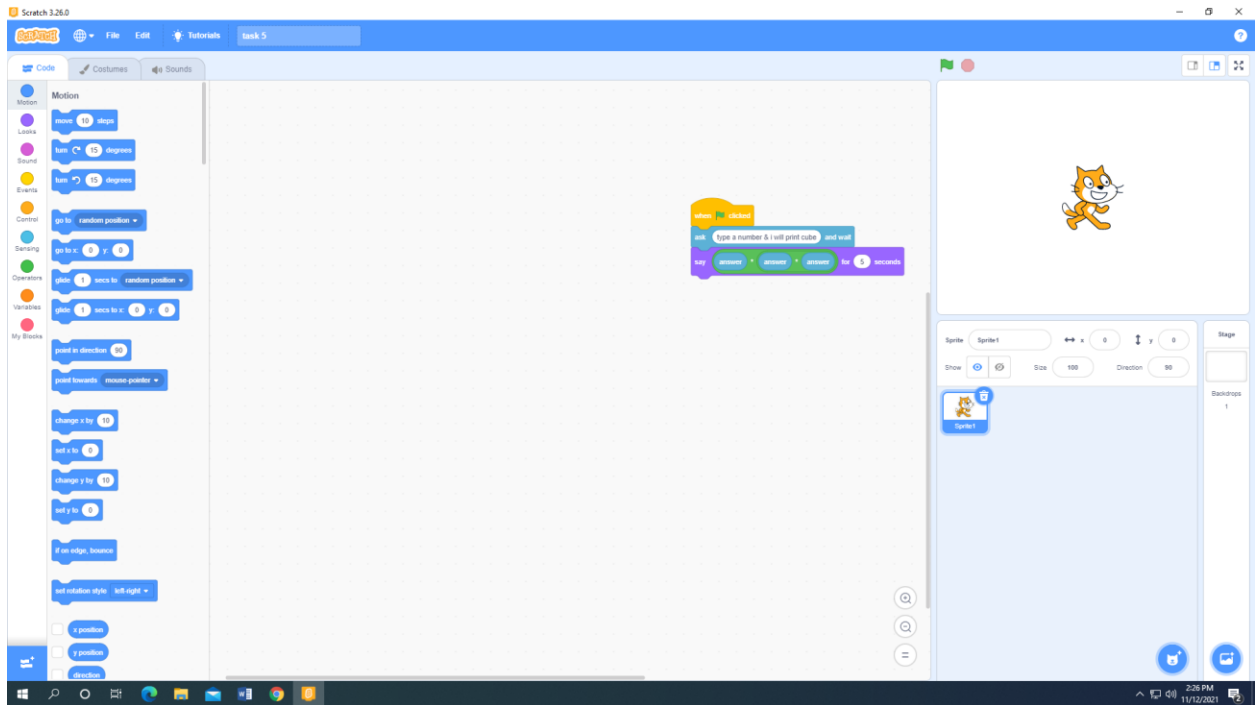 Scratch 3.26.0
SCRATCH File Edit Tutorials task 5
Code Costumes Sounds
Motion
Looks
Sound
Events
Control
Sensing
Operators
Variables
My Blocks
Motion
move 10 steps
turn 15 degrees
turn 15 degrees
go to random position
go to x: 0 y: 0
glide 1 secs to random position
glide 1 secs to x: 0 y: 0
point in direction 90
point towards mouse-pointer
change x by 10
set x to 0
change y by 10
set y to 0
if on edge, bounce
set rotation style left-right
x position
y position
direction
when clicked
ask type a number & i will print cube and wait
say answer * answer * answer for 5 seconds
Sprite Sprite1 x 0 y 0
Show Size 100 Direction 90
Sprite1
Stage
Backdrops
1
2:26 PM
11/12/2021
2